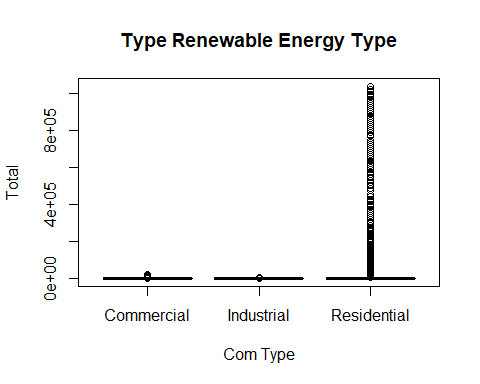 Type Renewable Energy Type
Total
8e+05
4e+05
0e+00
Commercial Industrial Residential
Com Type